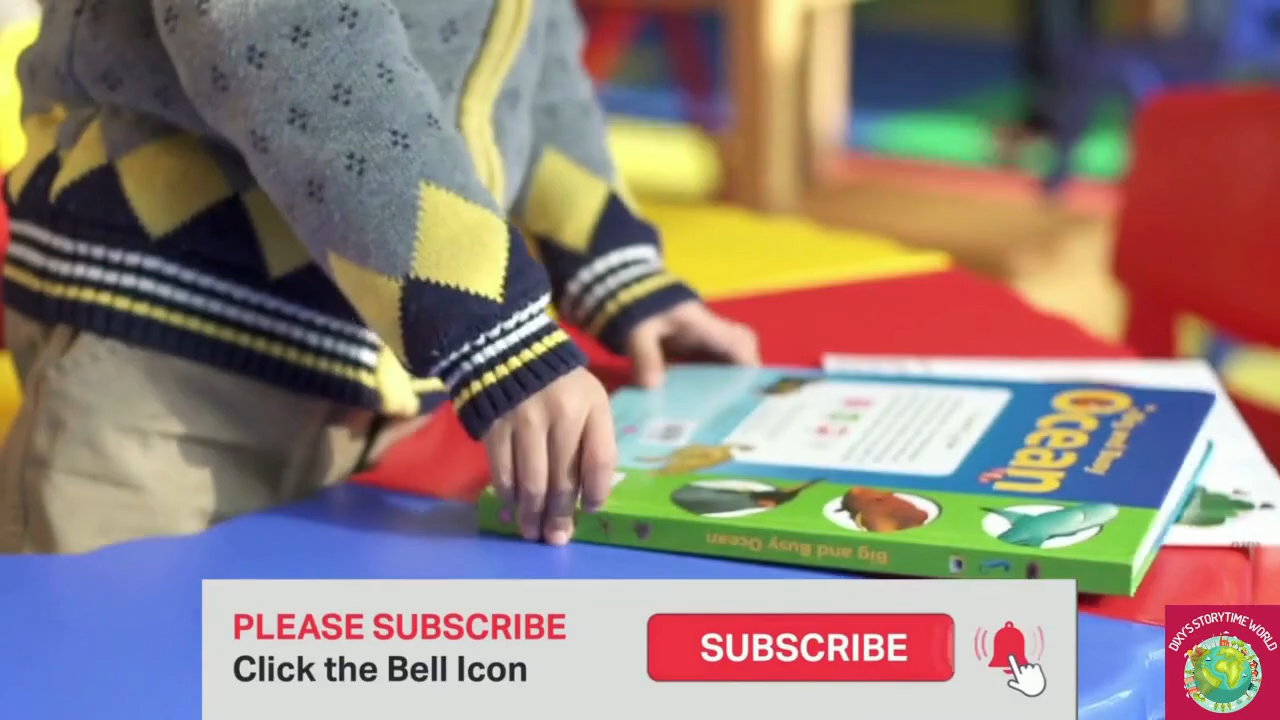 Big and Busy
Ocean
Big and Busy Ocean
PLEASE SUBSCRIBE
Click the Bell Icon
SUBSCRIBE
DIXY'S STORYTIME WORLD